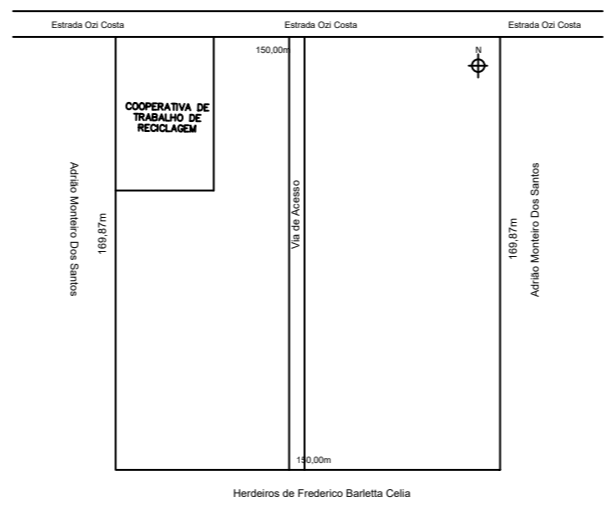 Estrada Ozi Costa
Estrada Ozi Costa
Estrada Ozi Costa
150,00m
N
COOPERATIVA DE
TRABALHO DE
RECICLAGEM
Adrião Monteiro Dos Santos
169,87m
Via de Acesso
169,87m
Adrião Monteiro Dos Santos
150,00m
Herdeiros de Frederico Barletta Celia